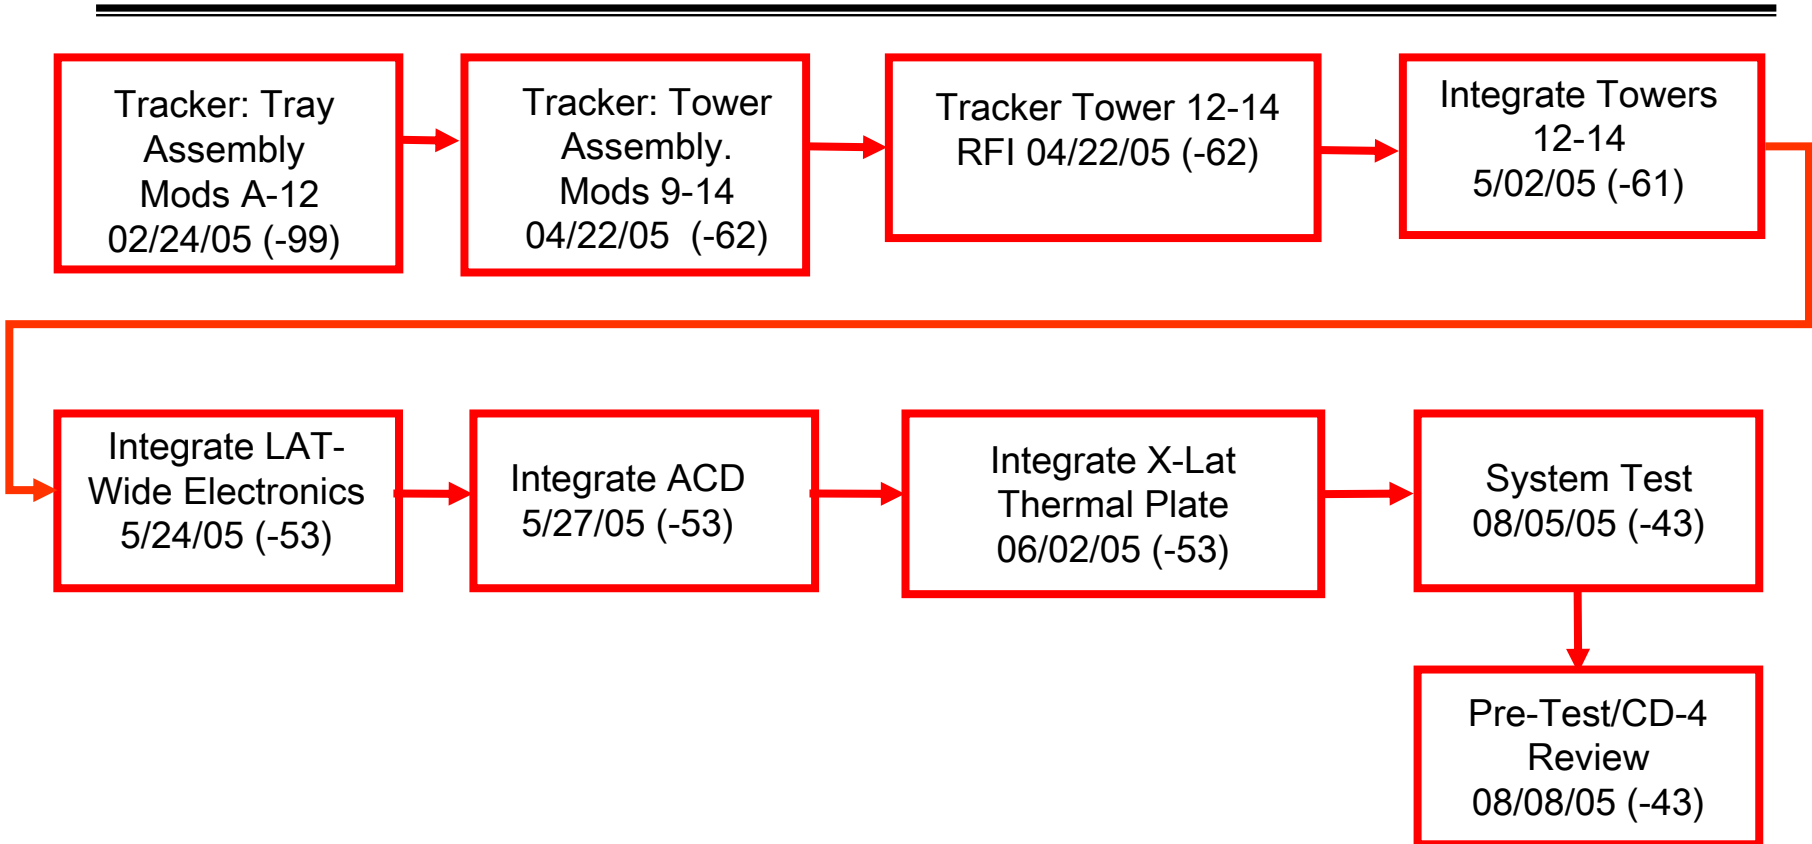 Tracker: Tray
Assembly
Mods A-12
02/24/05 (-99)
Tracker: Tower
Assembly.
Mods 9-14
04/22/05  (-62)
Tracker Tower 12-14
RFI 04/22/05 (-62)
Integrate Towers
12-14
5/02/05 (-61)
Integrate LAT-
Wide Electronics
5/24/05 (-53)
Integrate ACD
5/27/05 (-53)
Integrate X-Lat
Thermal Plate
06/02/05 (-53)
System Test
08/05/05 (-43)
Pre-Test/CD-4
Review
08/08/05 (-43)